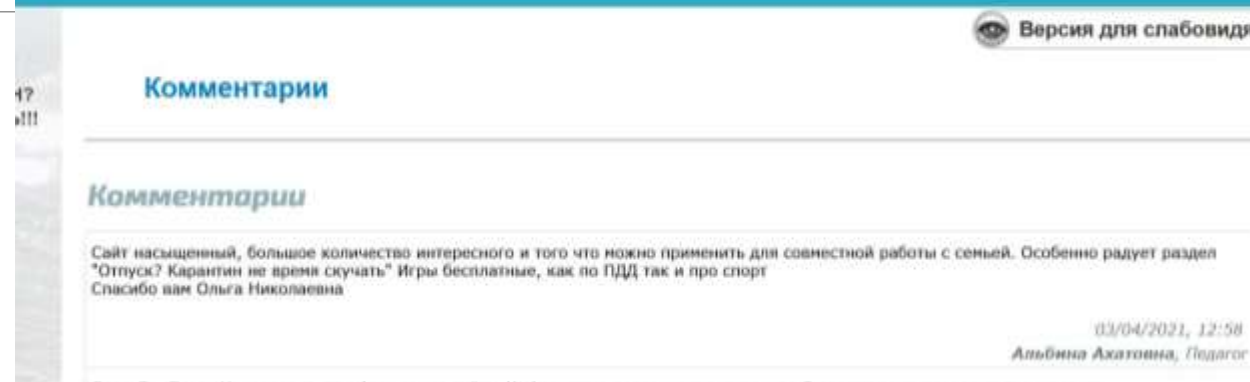 Версия для слабовидя
Н?
ь!!!
Комментарии
Комментарии
Сайт насыщенный, большое количество интересного и того что можно применить для совместной работы с семьей. Особенно радует раздел
"Отпуск? Карантин не время скучать" Игры бесплатные, как по ПДД так и про спорт
Спасибо вам Ольга Николаевна
03/04/2021, 12:58
Альбина Ахатовна, Педагог